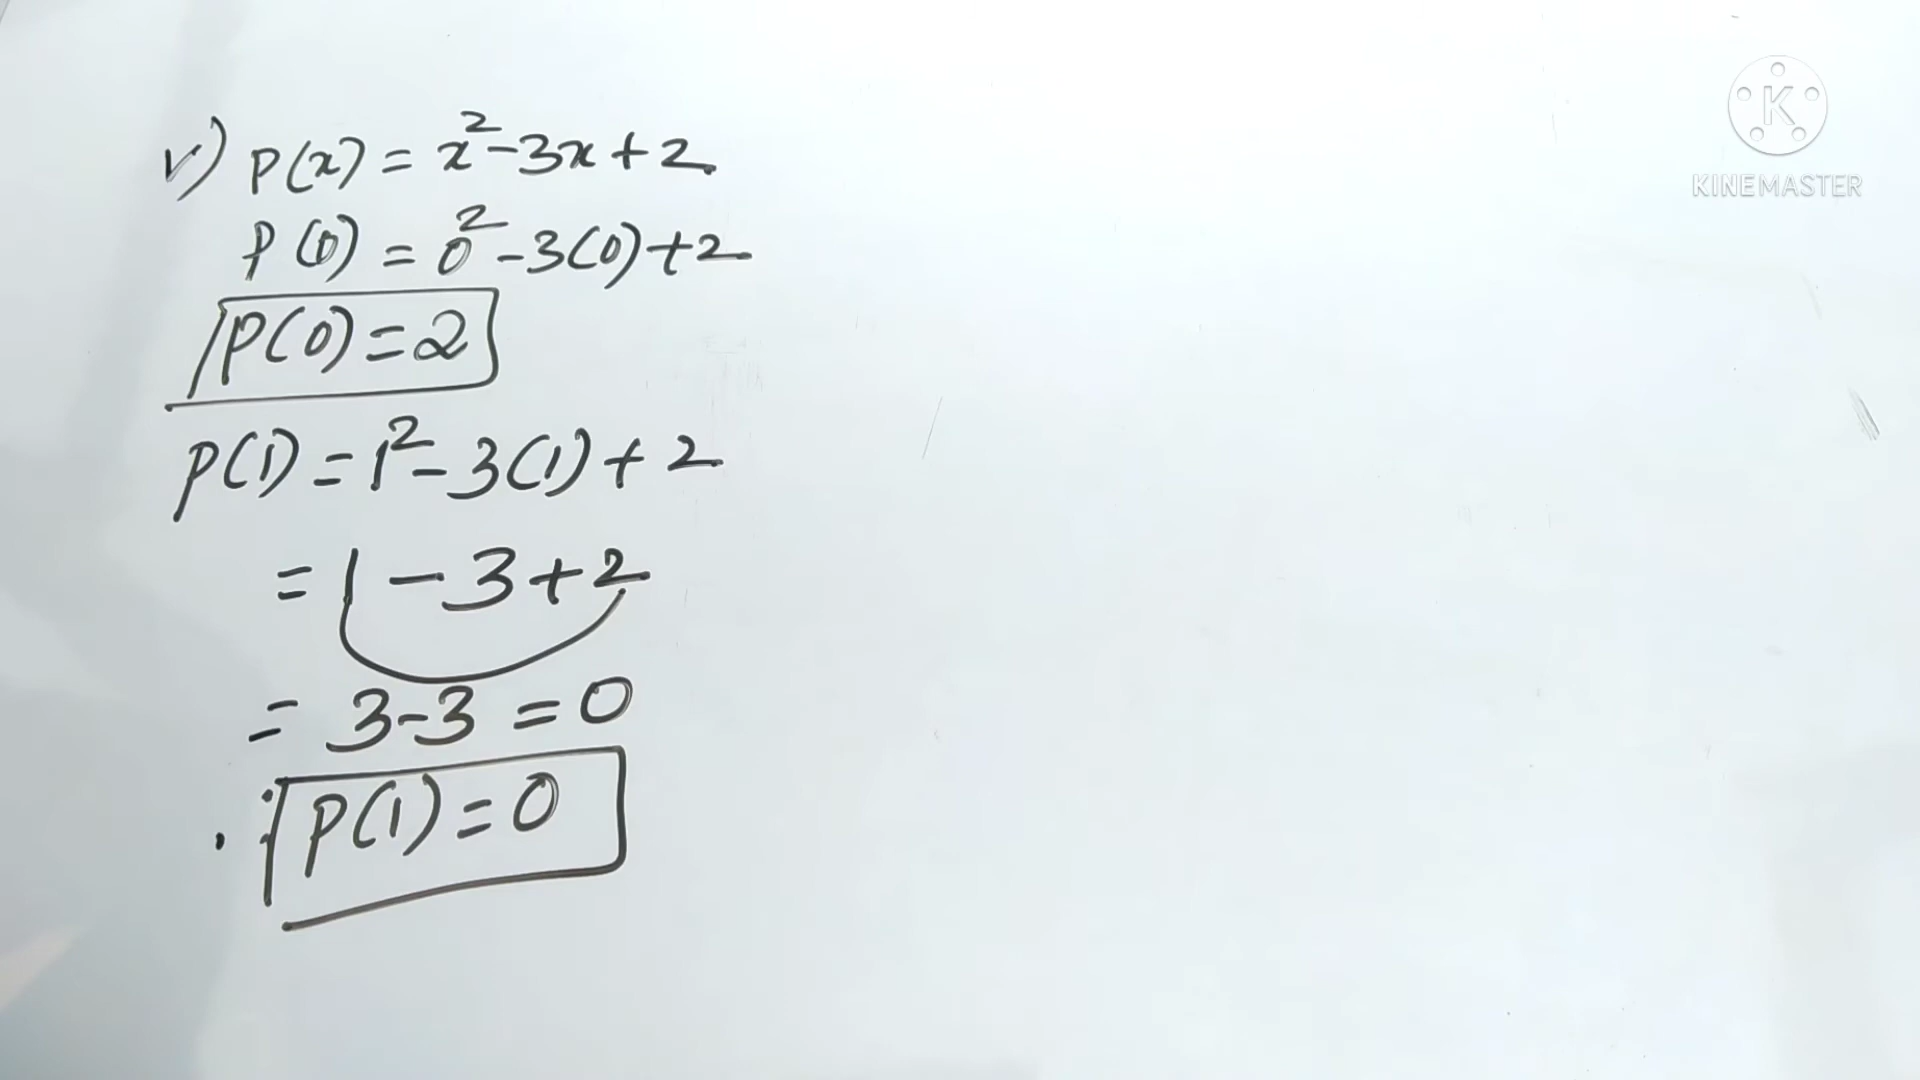 v) P(x) = x²-3x+2
P(0) = 0²-3(0)+2
P(0)=2
P(1) = 1²-3(1)+2
= 1-3+2
= 3-3 = 0
∴ P(1)=0
K
KINEMASTER